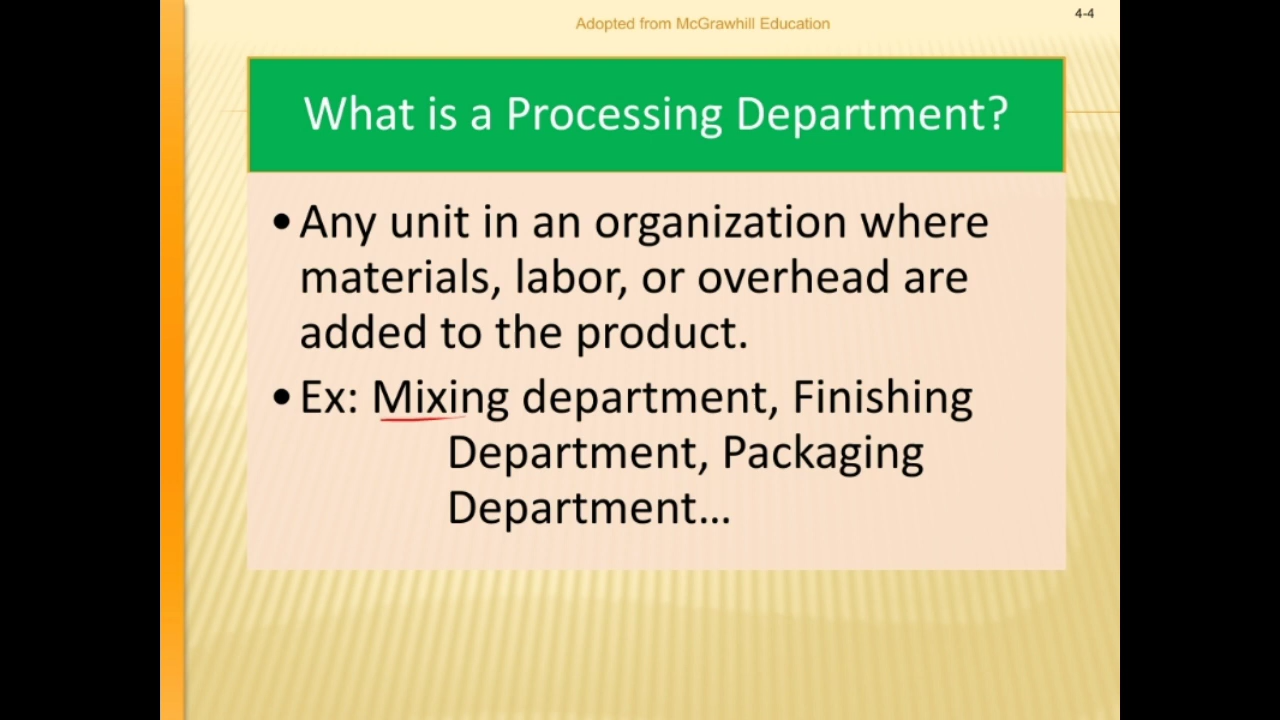 4-4
Adopted from McGrawhill Education
What is a Processing Department?
•Any unit in an organization where
materials, labor, or overhead are
added to the product.
•Ex: Mixing department, Finishing
Department, Packaging
Department...